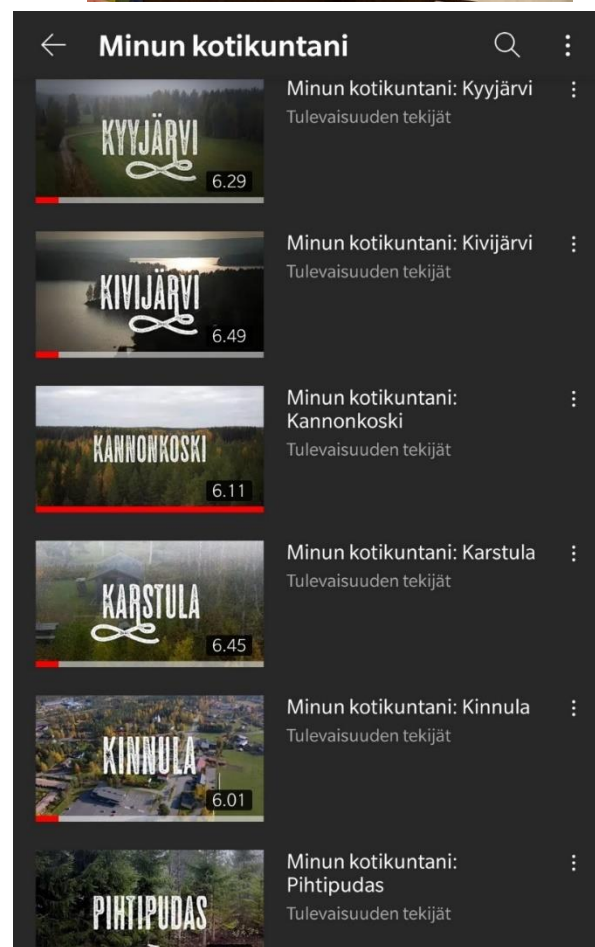 Minun kotikuntani
KYYJÄRVI
6.29
Minun kotikuntani: Kyyjärvi
Tulevaisuuden tekijät
KIVIJÄRVI
6.49
Minun kotikuntani: Kivijärvi
Tulevaisuuden tekijät
KANNONKOSKI
6.11
Minun kotikuntani:
Kannonkoski
Tulevaisuuden tekijät
KARSTULA
6.45
Minun kotikuntani: Karstula
Tulevaisuuden tekijät
KINNULA
6.01
Minun kotikuntani: Kinnula
Tulevaisuuden tekijät
PIHTIPUDAS
Minun kotikuntani:
Pihtipudas
Tulevaisuuden tekijät